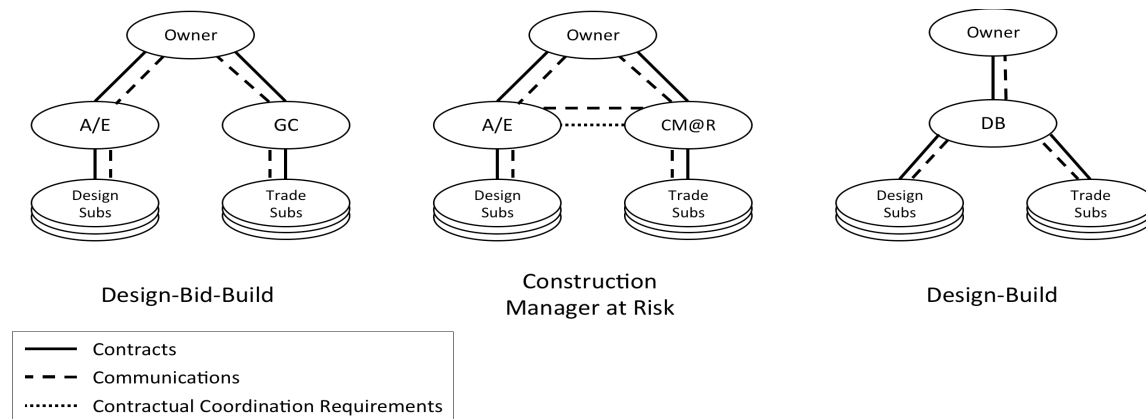 Owner
A/E
GC
Design
Subs
Trade
Subs
Design-Bid-Build
Owner
A/E
CM@R
Design
Subs
Trade
Subs
Construction
Manager at Risk
Owner
DB
Design
Subs
Trade
Subs
Design-Build
Contracts
Communications
Contractual Coordination Requirements